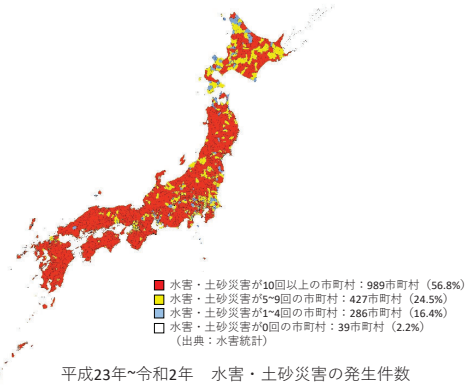 水害・土砂災害が10回以上の市町村：989市町村（56.8%）
水害・土砂災害が5~9回の市町村：427市町村（24.5%）
水害・土砂災害が1~4回の市町村：286市町村（16.4%）
水害・土砂災害が0回の市町村：39市町村（2.2%）
（出典：水害統計）
平成23年~令和2年　水害・土砂災害の発生件数